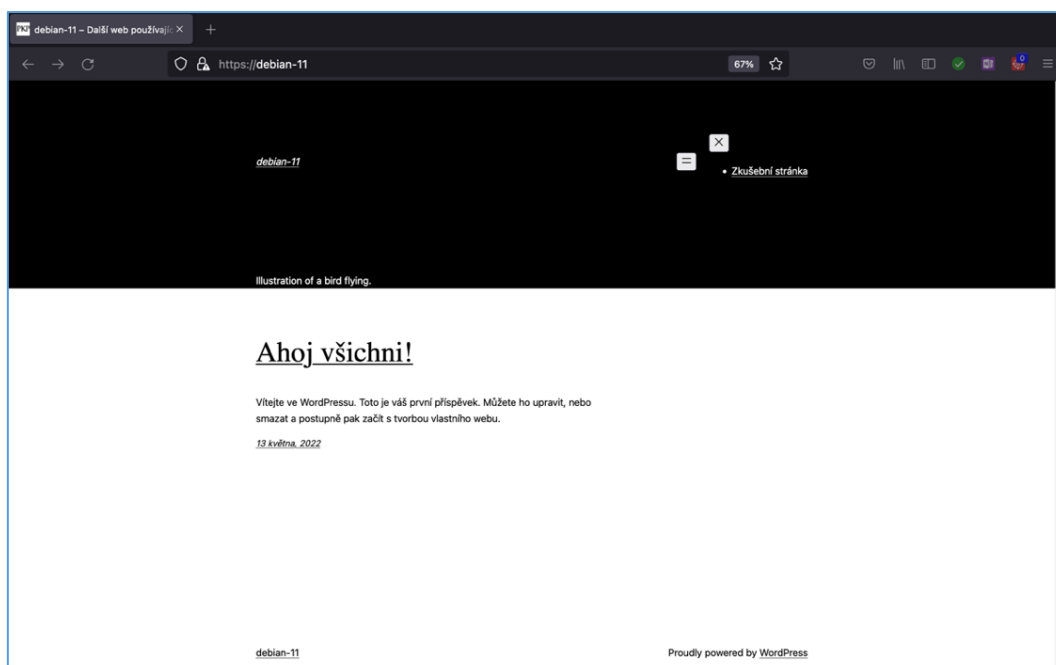 debian-11 – Další web používajíc
https://debian-11
67%
0
debian-11
Zkušební stránka
Illustration of a bird flying.
Ahoj všichni!
Vítejte ve WordPressu. Toto je váš první příspěvek. Můžete ho upravit, nebo
smazat a postupně pak začít s tvorbou vlastního webu.
13 května, 2022
debian-11
Proudly powered by WordPress